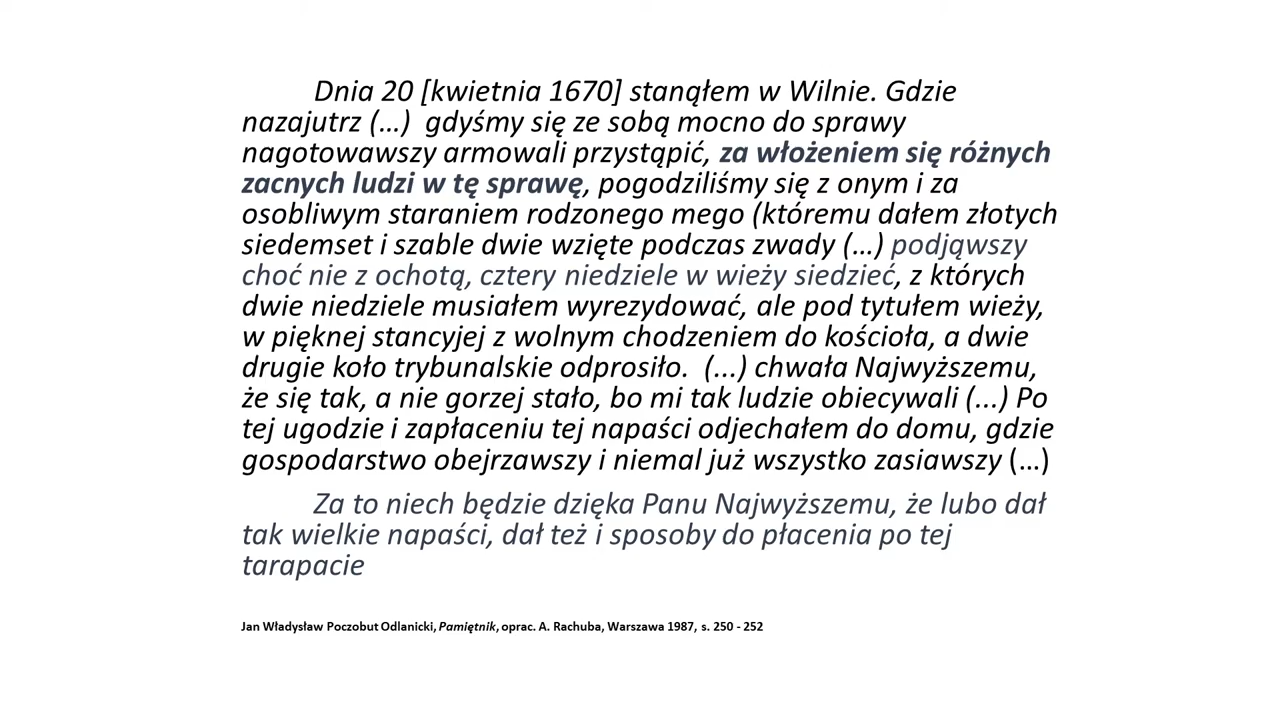 Dnia 20 [kwietnia 1670] stanąłem w Wilnie. Gdzie
nazajutrz (…) gdyśmy się ze sobą mocno do sprawy
nagotowawszy armowali przystąpić, za włożeniem się różnych
zacnych ludzi w tę sprawę, pogodziliśmy się z onym i za
osobliwym staraniem rodzonego mego (któremu dałem złotych
siedemset i szable dwie wzięte podczas zwady (…) podjąwszy
choć nie z ochotą, cztery niedziele w wieży siedzieć, z których
dwie niedziele musiałem wyrezydować, ale pod tytułem wieży,
w pięknej stancyjej z wolnym chodzeniem do kościoła, a dwie
drugie koło trybunalskie odprosiło. (...) chwała Najwyższemu,
że się tak, a nie gorzej stało, bo mi tak ludzie obiecywali (...) Po
tej ugodzie i zapłaceniu tej napaści odjechałem do domu, gdzie
gospodarstwo obejrzawszy i niemal już wszystko zasiawszy (…)
Za to niech będzie dzięka Panu Najwyższemu, że lubo dał
tak wielkie napaści, dał też i sposoby do płacenia po tej
tarapacie
Jan Władysław Poczobut Odlanicki, Pamiętnik, oprac. A. Rachuba, Warszawa 1987, s. 250 - 252